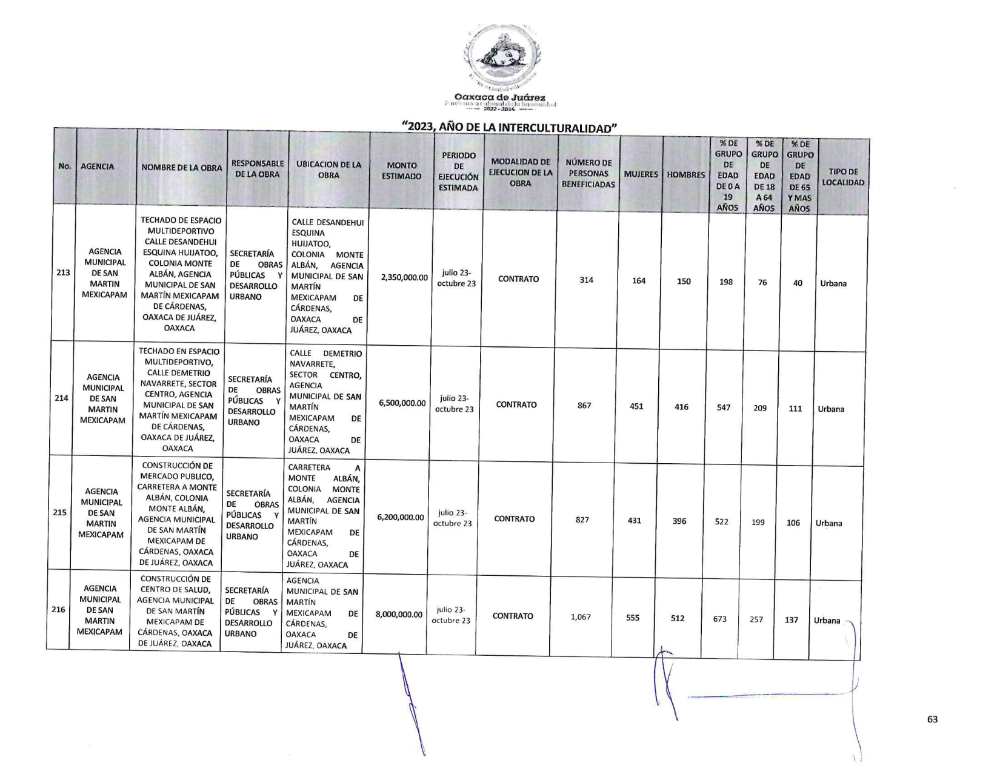 Oaxaca de Juárez
2022-2024
“2023, AÑO DE LA INTERCULTURALIDAD”
No.
AGENCIA
NOMBRE DE LA OBRA
RESPONSABLE
DE LA OBRA
UBICACION DE LA
OBRA
MONTO
ESTIMADO
PERIODO
DE
EJECUCIÓN
ESTIMADA
MODALIDAD DE
EJECUCION DE LA
OBRA
NÚMERO DE
PERSONAS
BENEFICIADAS
MUJERES
HOMBRES
% DE
GRUPO
DE
EDAD
DE 0 A
19
AÑOS
% DE
GRUPO
DE
EDAD
DE 18
A 64
AÑOS
% DE
GRUPO
DE
EDAD
DE 65
Y MAS
AÑOS
TIPO DE
LOCALIDAD
213
AGENCIA
MUNICIPAL
DE SAN
MARTIN
MEXICAPAM
TECHADO DE ESPACIO
MULTIDEPORTIVO
CALLE DESANDEHUI
ESQUINA HUIJATOO,
COLONIA MONTE
ALBÁN, AGENCIA
MUNICIPAL DE SAN
MARTÍN MEXICAPAM
DE CÁRDENAS,
OAXACA DE JUÁREZ,
OAXACA
SECRETARÍA
DE OBRAS
PÚBLICAS Y
DESARROLLO
URBANO
CALLE DESANDEHUI
ESQUINA
HUIJATOO,
COLONIA MONTE
ALBÁN, AGENCIA
MUNICIPAL DE SAN
MARTÍN
MEXICAPAM DE
CÁRDENAS,
OAXACA DE
JUÁREZ, OAXACA
2,350,000.00
julio 23-
octubre 23
CONTRATO
314
164
150
198
76
40
Urbana
214
AGENCIA
MUNICIPAL
DE SAN
MARTIN
MEXICAPAM
TECHADO EN ESPACIO
MULTIDEPORTIVO,
CALLE DEMETRIO
NAVARRETE, SECTOR
CENTRO, AGENCIA
MUNICIPAL DE SAN
MARTÍN MEXICAPAM
DE CÁRDENAS,
OAXACA DE JUÁREZ,
OAXACA
SECRETARÍA
DE OBRAS
PÚBLICAS Y
DESARROLLO
URBANO
CALLE DEMETRIO
NAVARRETE,
SECTOR CENTRO,
AGENCIA
MUNICIPAL DE SAN
MARTÍN
MEXICAPAM DE
CÁRDENAS,
OAXACA DE
JUÁREZ, OAXACA
6,500,000.00
julio 23-
octubre 23
CONTRATO
867
451
416
547
209
111
Urbana
215
AGENCIA
MUNICIPAL
DE SAN
MARTIN
MEXICAPAM
CONSTRUCCIÓN DE
MERCADO PUBLICO,
CARRETERA A MONTE
ALBÁN, COLONIA
MONTE ALBÁN,
AGENCIA MUNICIPAL
DE SAN MARTÍN
MEXICAPAM DE
CÁRDENAS, OAXACA
DE JUÁREZ, OAXACA
SECRETARÍA
DE OBRAS
PÚBLICAS Y
DESARROLLO
URBANO
CARRETERA A
MONTE ALBÁN,
COLONIA MONTE
ALBÁN, AGENCIA
MUNICIPAL DE SAN
MARTÍN
MEXICAPAM DE
CÁRDENAS,
OAXACA DE
JUÁREZ, OAXACA
6,200,000.00
julio 23-
octubre 23
CONTRATO
827
431
396
522
199
106
Urbana
216
AGENCIA
MUNICIPAL
DE SAN
MARTIN
MEXICAPAM
CONSTRUCCIÓN DE
CENTRO DE SALUD,
AGENCIA MUNICIPAL
DE SAN MARTÍN
MEXICAPAM DE
CÁRDENAS, OAXACA
DE JUÁREZ, OAXACA
SECRETARÍA
DE OBRAS
PÚBLICAS Y
DESARROLLO
URBANO
AGENCIA
MUNICIPAL DE SAN
MARTÍN
MEXICAPAM DE
CÁRDENAS,
OAXACA DE
JUÁREZ, OAXACA
8,000,000.00
julio 23-
octubre 23
CONTRATO
1,067
555
512
673
257
137
Urbana
63